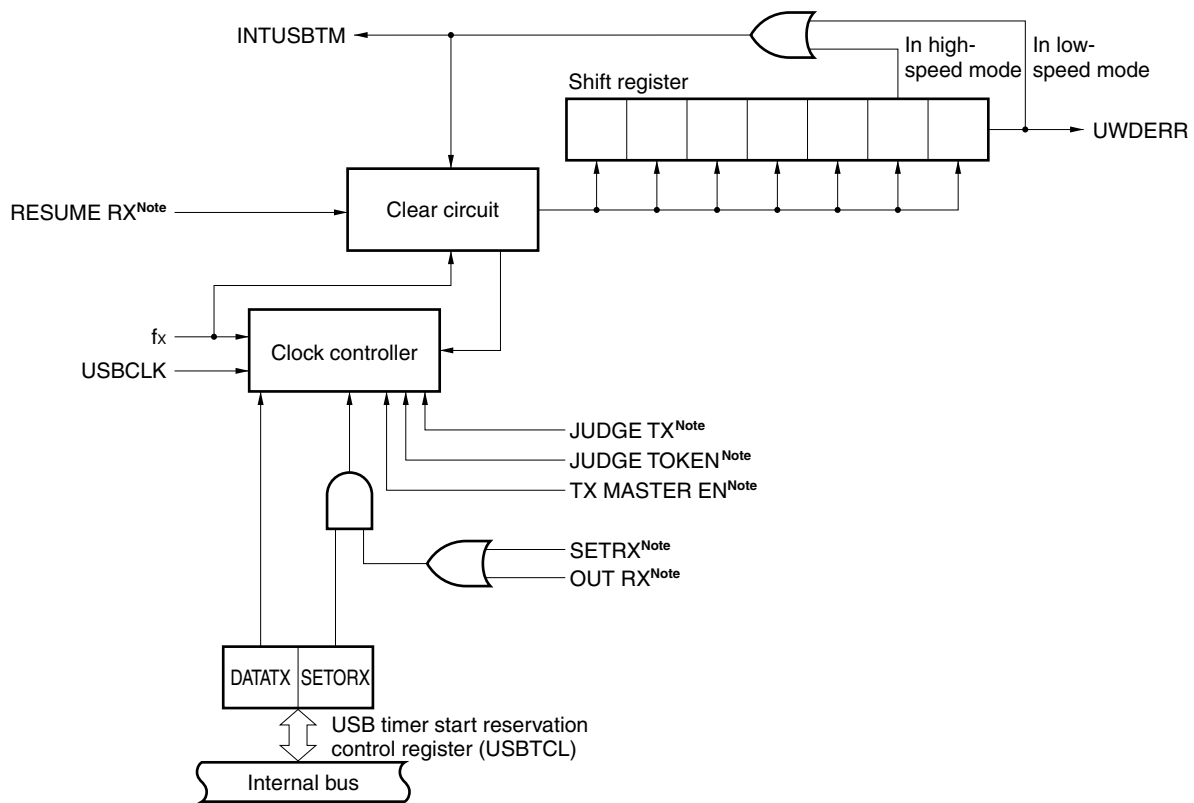 INTUSBTM
In high-
speed mode
In low-
speed mode
Shift register
UWDERR
Clear circuit
RESUME RXNote
fX
Clock controller
USBCLK
JUDGE TXNote
JUDGE TOKENNote
TX MASTER ENNote
SETRXNote
OUT RXNote
DATATX SETORX
USB timer start reservation
control register (USBTCL)
Internal bus